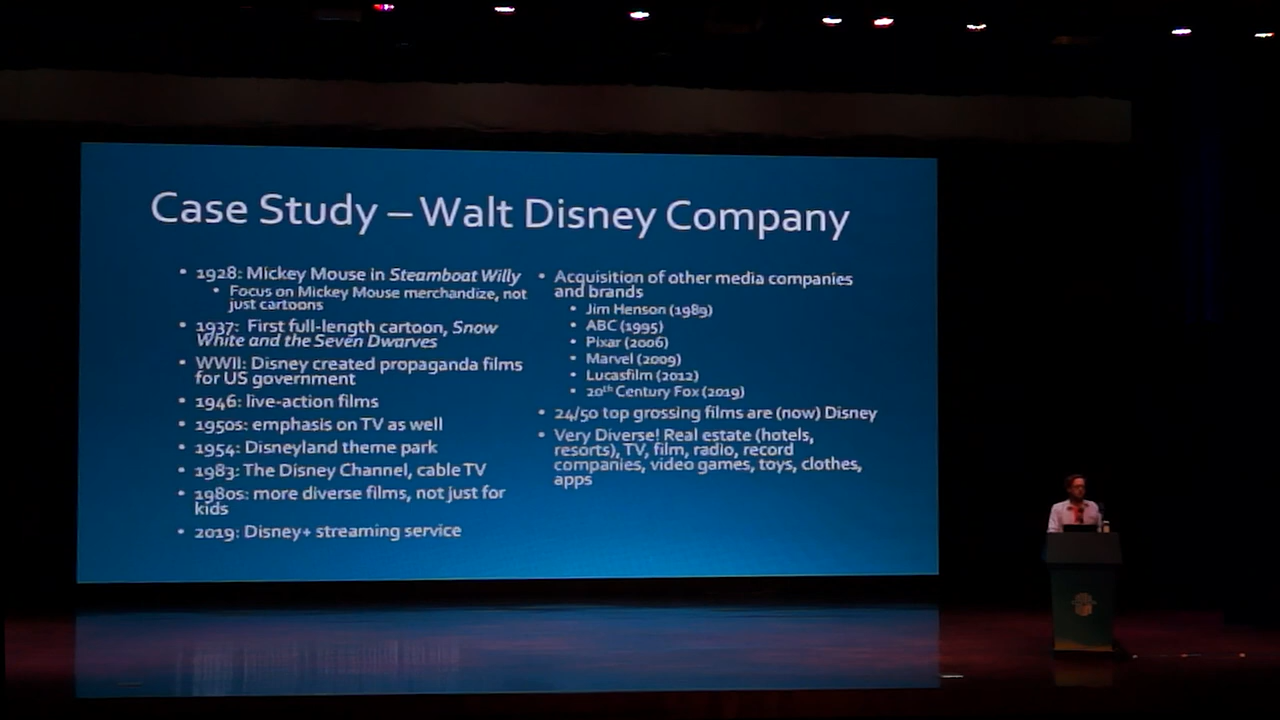 Case Study – Walt Disney Company
• 1928: Mickey Mouse in Steamboat Willy
• Focus on Mickey Mouse merchandize, not
just cartoons
• 1937: First full-length cartoon, Snow
White and the Seven Dwarves
• WWII: Disney created propaganda films
for US government
• 1946: live-action films
• 1950s: emphasis on TV as well
• 1954: Disneyland theme park
• 1983: The Disney Channel, cable TV
• 1980s: more diverse films, not just for
kids
• 2019: Disney+ streaming service
• Acquisition of other media companies
and brands
• Jim Henson (1989)
• ABC (1995)
• Pixar (2006)
• Marvel (2009)
• Lucasfilm (2012)
• 20th Century Fox (2019)
• 24/50 top grossing films are (now) Disney
• Very Diverse! Real estate (hotels,
resorts), TV, film, radio, record
companies, video games, toys, clothes,
apps